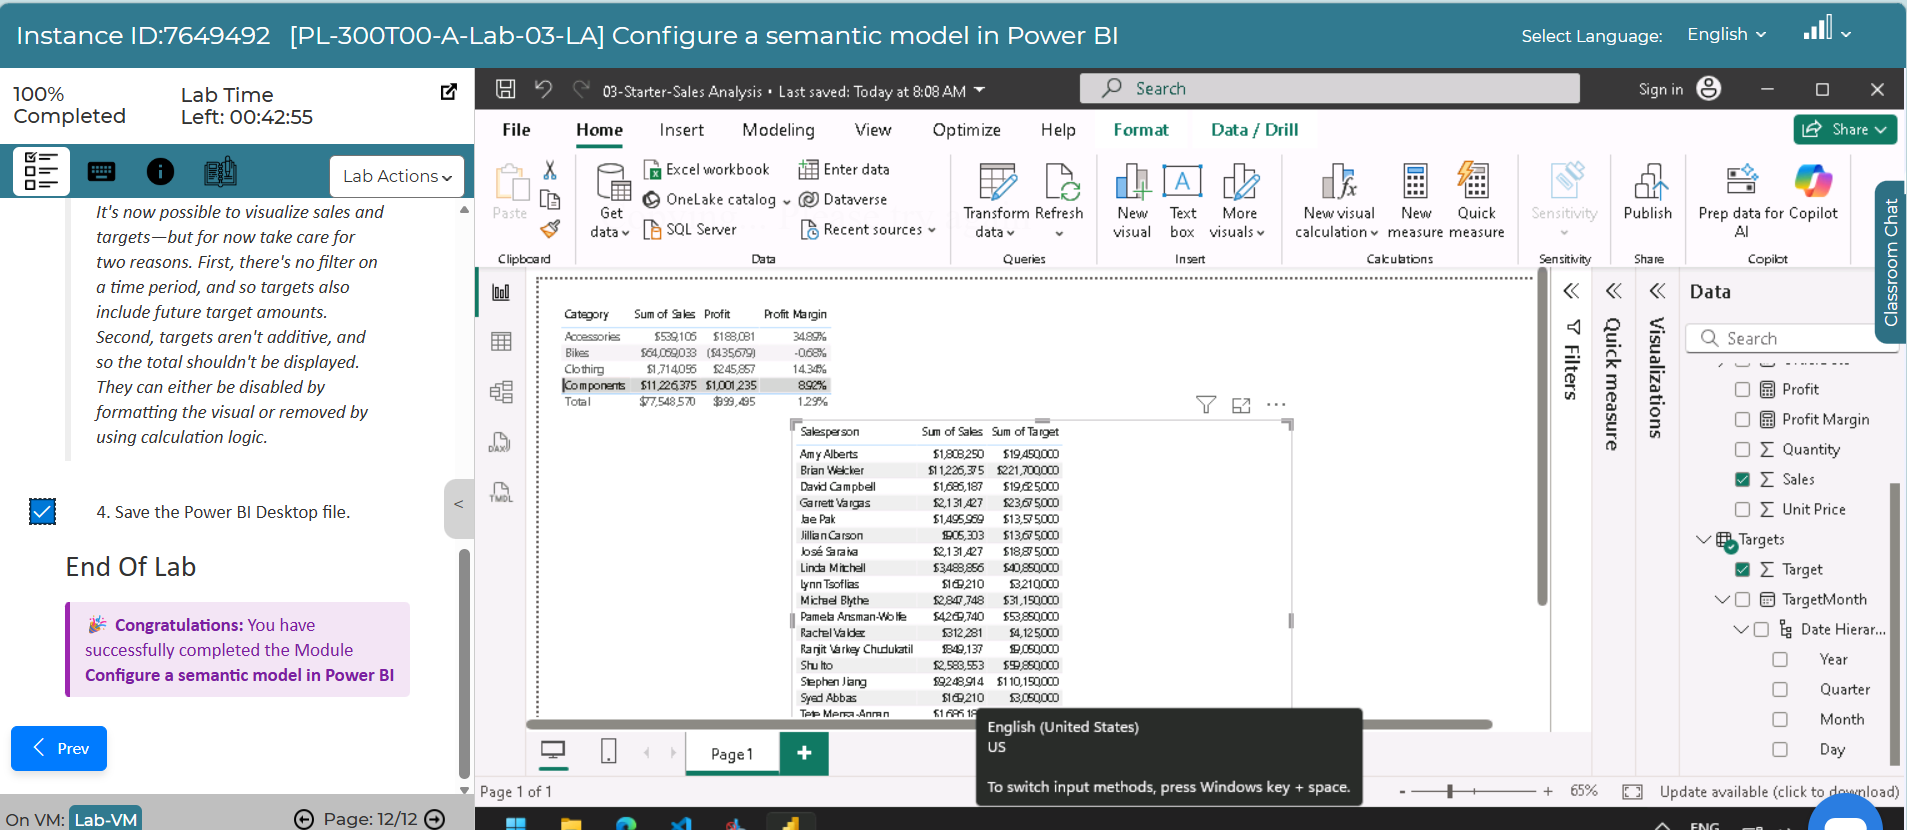 Instance ID:7649492 [PL-300T00-A-Lab-03-LA] Configure a semantic model in Power BI
Select Language: English
100%
Completed
Lab Time
Left: 00:42:55
Lab Actions
It's now possible to visualize sales and
targets—but for now take care for
two reasons. First, there's no filter on
a time period, and so targets also
include future target amounts.
Second, targets aren't additive, and
so the total shouldn't be displayed.
They can either be disabled by
formatting the visual or removed by
using calculation logic.
4. Save the Power BI Desktop file.
End Of Lab
Congratulations: You have
successfully completed the Module
Configure a semantic model in Power BI
Prev
On VM: Lab-VM
Page: 12/12
<
03-Starter-Sales Analysis • Last saved: Today at 8:08 AM
Search
Sign in
File Home Insert Modeling View Optimize Help Format Data / Drill
Share
Paste
Clipboard
Get
data
Excel workbook
OneLake catalog
SQL Server
Enter data
Dataverse
Recent sources
Data
Transform
data
Refresh
Queries
New
visual
Text
box
A
More
visuals
Insert
New visual
calculation
New
measure
Quick
measure
Calculations
Sensitivity
Sensitivity
Publish
Share
Prep data for
AI
Copilot
Copilot
Classroom Chat
DAX
TMDL
Category Sum of Sales Profit Profit Margin
Accessories $539,106 $188,081 34.89%
Bikes $64,069,033 ($435,679) -0.68%
Clothing $1,714,055 $245,857 14.34%
Components $11,226,375 $1,001,235 8.92%
Total $77,548,570 $999,495 1.29%
Salesperson Sum of Sales Sum of Target
Amy Alberts $1,808,250 $19,450,000
Brian Welcker $11,226,375 $221,700,000
David Campbell $1,686,187 $19,625,000
Garrett Vargas $2,131,427 $23,675,000
Jae Pak $1,495,969 $13,575,000
Jillian Carson $905,303 $13,675,000
José Saraiva $2,131,427 $18,875,000
Linda Mitchell $3,488,856 $40,850,000
Lynn Tsoflias $169,210 $3,210,000
Michael Blythe $2,847,748 $31,150,000
Pamela Ansman-Wolfe $4,269,740 $53,850,000
Rachel Valdez $312,281 $4,125,000
Ranjit Varkey Chudukatil $849,137 $9,050,000
Shu Ito $2,583,553 $59,850,000
Stephen Jiang $9,248,914 $110,150,000
Syed Abbas $169,210 $3,050,000
English (United States)
US
To switch input methods, press Windows key + space.
Filters
Quick measure
Visualizations
Data
Search
Profit
Profit Margin
Quantity
Sales
Unit Price
Targets
Target
TargetMonth
Date Hierar...
Year
Quarter
Month
Day
Page 1
Page 1 of 1
65%
Update available (click to download)
ENG